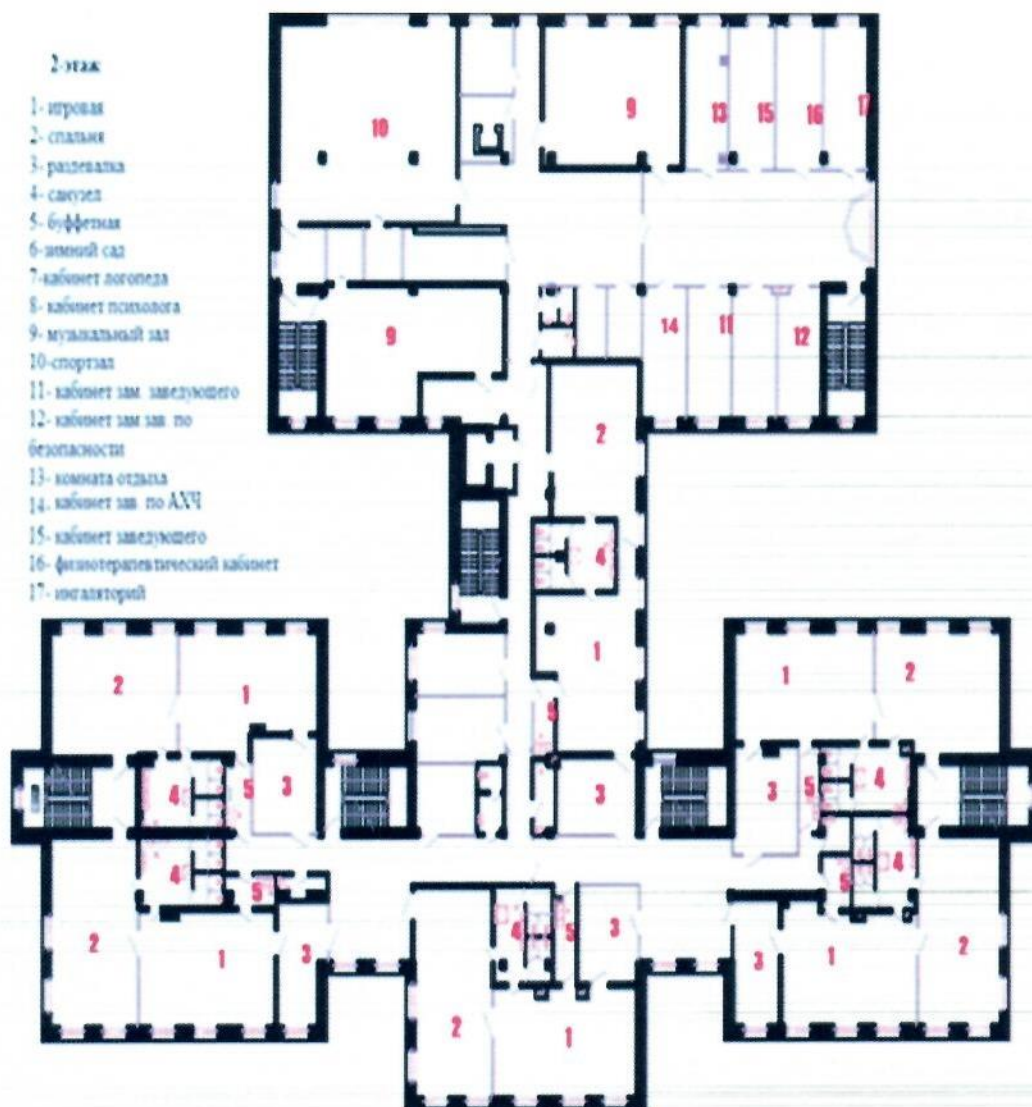 2-этаж
1- игровая
2- спальня
3- раздевалка
4- санузел
5- буффетная
6-зимний сад
7-кабинет логопеда
8- кабинет психолога
9- музыкальный зал
10-спортзал
11- кабинет зам. заведующего
12- кабинет зам зав. по
безопасности
13- комната отдыха
14. кабинет зав по АХЧ
15- кабинет заведующего
16- физиотерапевтический кабинет
17- ингаляторий
10 9 13 15 16 17
9 14 11 12
2
4
1
5
2 1 1 2
4 5 3 3 3 5 4
4 5 5 4
2 1 3 4 5 3 3 1 2
2 1